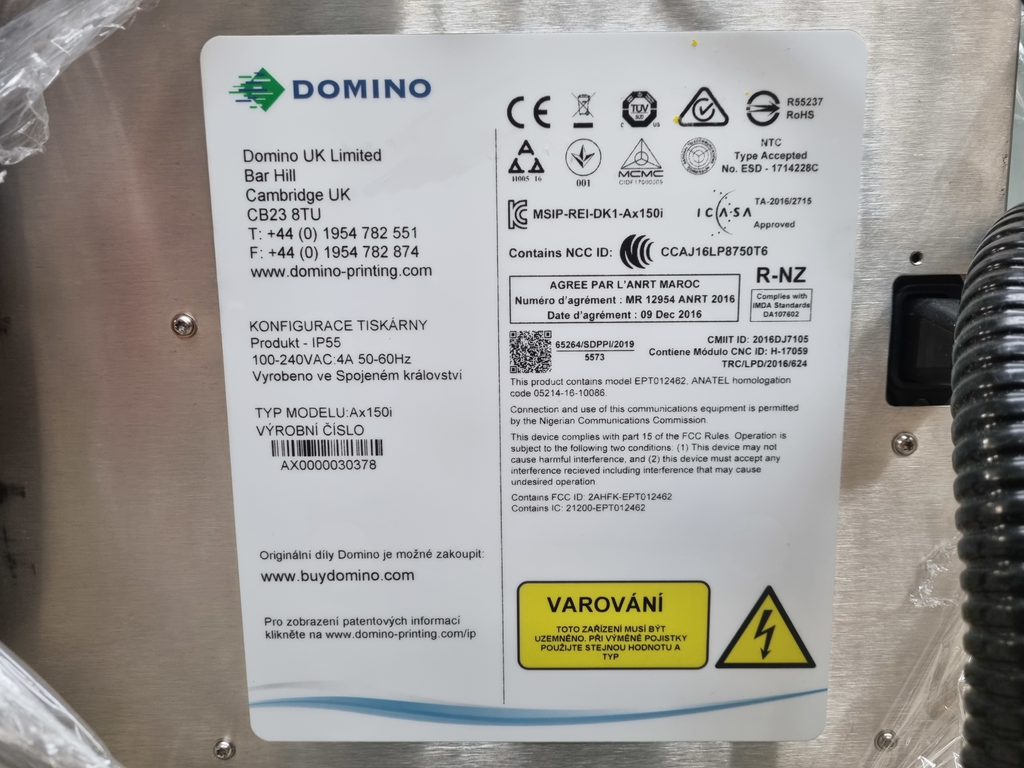 DOMINO
Domino UK Limited
Bar Hill
Cambridge UK
CB23 8TU
T: +44 (0) 1954 782 551
F: +44 (0) 1954 782 874
www.domino-printing.com
KONFIGURACE TISKÁRNY
Produkt - IP55
100-240VAC:4A 50-60Hz
Vyrobeno ve Spojeném království
TYP MODELU:Ax150i
VÝROBNÍ ČÍSLO
AX0000030378
Originální díly Domino je možné zakoupit:
www.buydomino.com
Pro zobrazení patentových informací
klikněte na www.domino-printing.com/ip
CE
TÜV
SUD
C US
R55237
RoHS
H005 16
001
MCMC
NTC
Type Accepted
No. ESD - 1714228C
MSIP-REI-DK1-Ax150i
ICASA
TA-2016/2715
Approved
Contains NCC ID:
CCAJ16LP8750T6
AGREE PAR L'ANRT MAROC
Numéro d'agrément : MR 12954 ANRT 2016
Date d'agrément : 09 Dec 2016
R-NZ
Complies with
IMDA Standards
DA107602
65264/SDPPI/2019
5573
CMIIT ID: 2016DJ7105
Contiene Módulo CNC ID: H-17059
TRC/LPD/2016/624
This product contains model EPT012462, ANATEL homologation
code 05214-16-10086.
Connection and use of this communications equipment is permitted
by the Nigerian Communications Commission.
This device complies with part 15 of the FCC Rules. Operation is
subject to the following two conditions: (1) This device may not
cause harmful interference, and (2) this device must accept any
interference recieved including interference that may cause
undesired operation.
Contains FCC ID: 2AHFK-EPT012462
Contains IC: 21200-EPT012462
VAROVÁNÍ
TOTO ZAŘÍZENÍ MUSÍ BÝT
UZEMNĚNO. PŘI VÝMĚNĚ POJISTKY
POUŽIJTE STEJNOU HODNOTU A
TYP